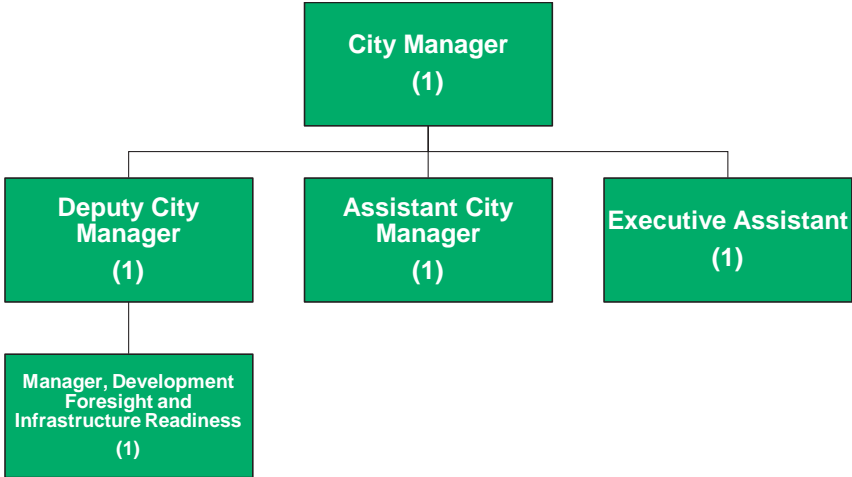 City Manager
(1)
Deputy City
Manager
(1)
Assistant City
Manager
(1)
Executive Assistant
(1)
Manager, Development
Foresight and
Infrastructure Readiness
(1)